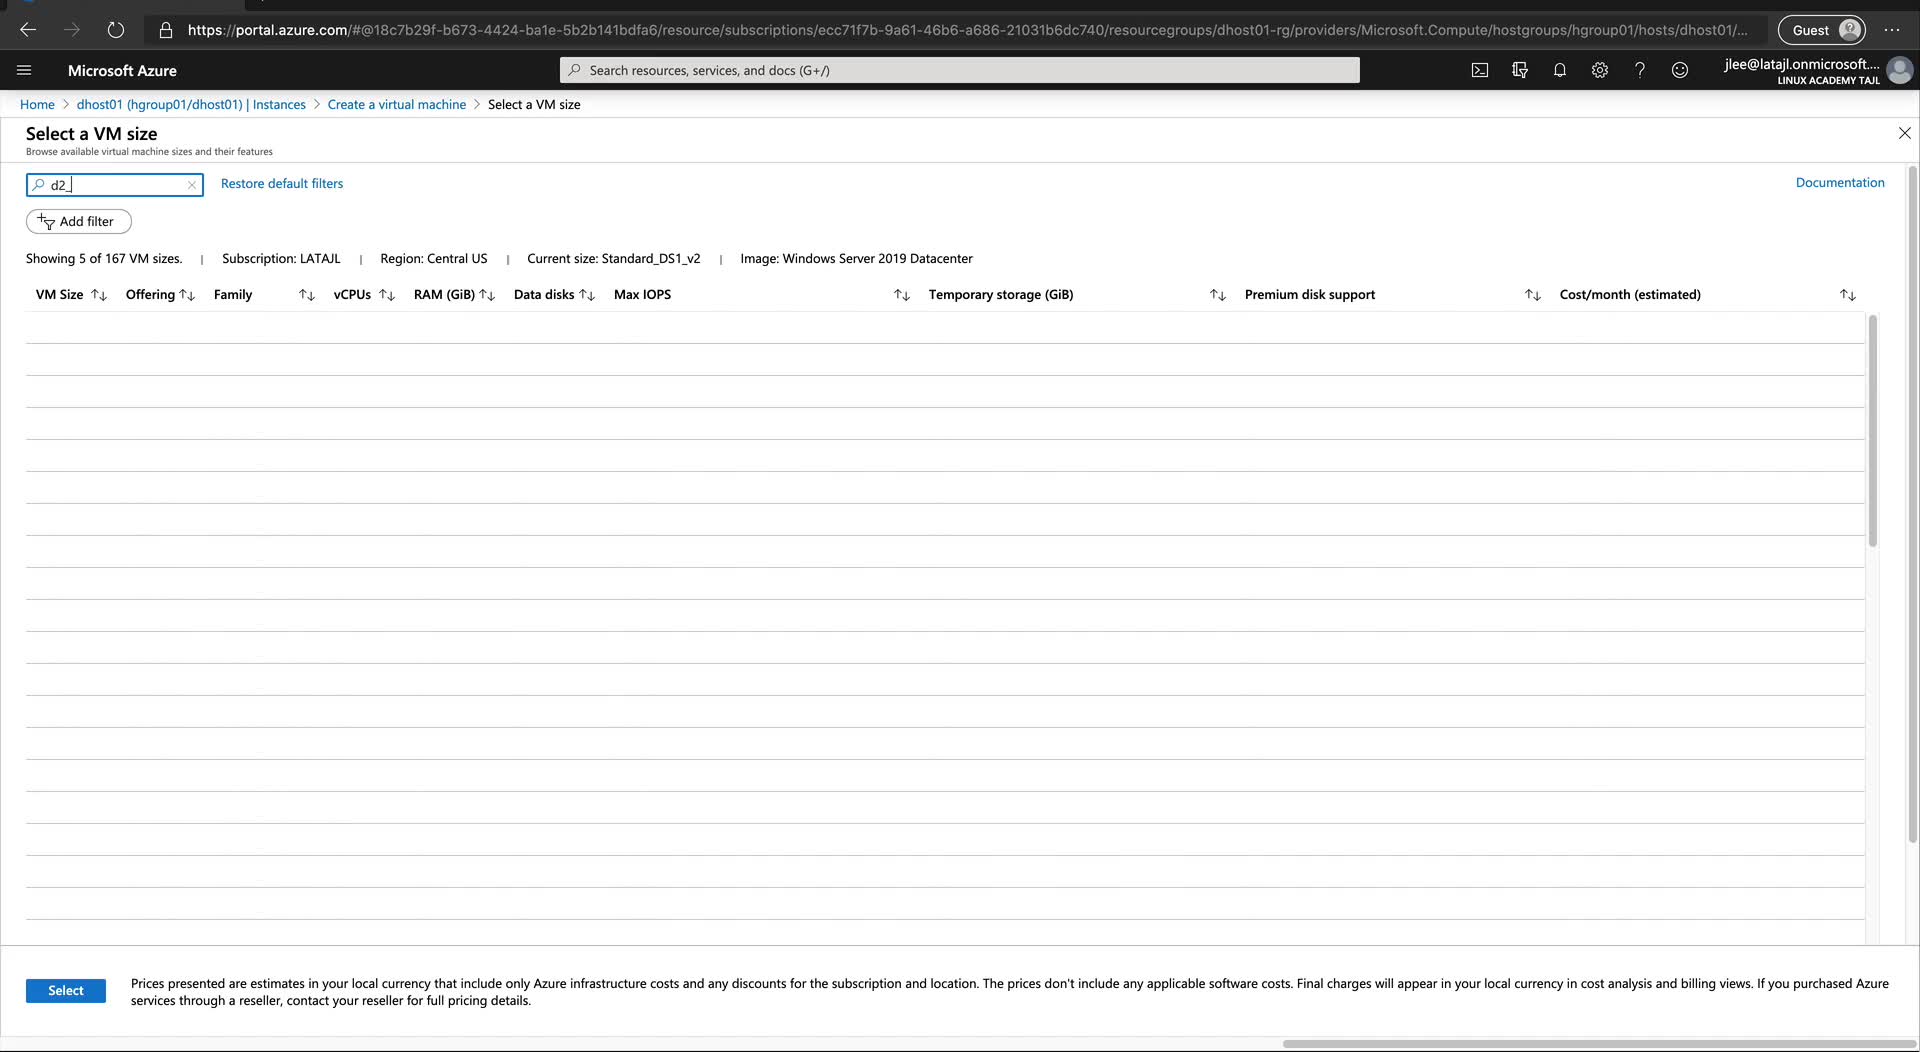 https://portal.azure.com/#@18c7b29f-b673-4424-ba1e-5b2b141bdfa6/resource/subscriptions/ecc71f7b-9a61-46b6-a686-21031b6dc740/resourcegroups/dhost01-rg/providers/Microsoft.Compute/hostgroups/hgroup01/hosts/dhost01/...
Guest
Microsoft Azure
Search resources, services, and docs (G+/)
jlee@latajl.onmicrosoft....
LINUX ACADEMY TAJL
Home > dhost01 (hgroup01/dhost01) | Instances > Create a virtual machine > Select a VM size
Select a VM size
Browse available virtual machine sizes and their features
d2_
Restore default filters
Documentation
Add filter
Showing 5 of 167 VM sizes. | Subscription: LATAJL | Region: Central US | Current size: Standard_DS1_v2 | Image: Windows Server 2019 Datacenter
VM Size Offering Family vCPUs RAM (GiB) Data disks Max IOPS Temporary storage (GiB) Premium disk support Cost/month (estimated)
Select
Prices presented are estimates in your local currency that include only Azure infrastructure costs and any discounts for the subscription and location. The prices don't include any applicable software costs. Final charges will appear in your local currency in cost analysis and billing views. If you purchased Azure
services through a reseller, contact your reseller for full pricing details.